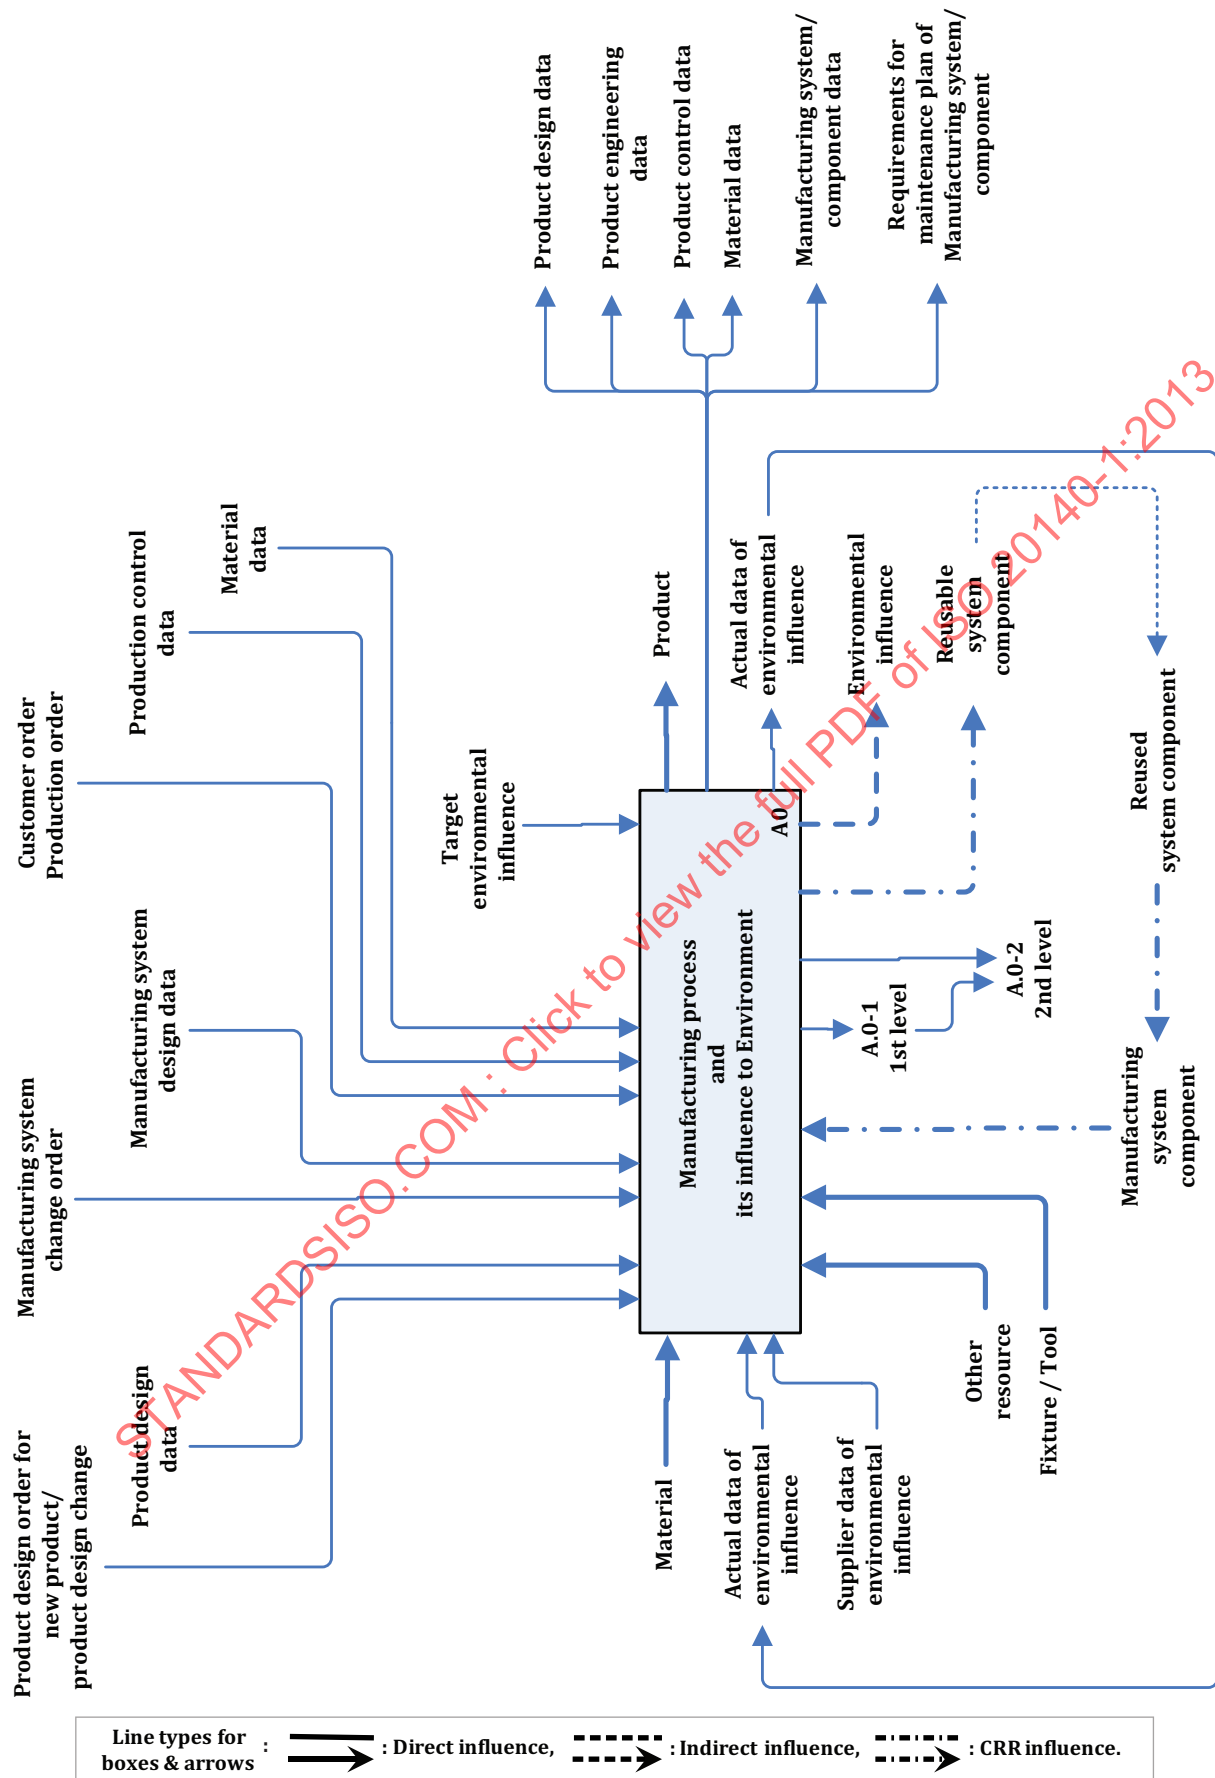 Product design order for
new product/
product design change
Product design
data
Manufacturing system
change order
Manufacturing system
design data
Customer order
Production order
Production control
data
Material
data
Target
environmental
influence
Material
Actual data of
environmental
influence
Supplier data of
environmental
influence
Manufacturing process
and
its influence to Environment
A0
Product
Actual data of
environmental
influence
Environmental
influence
Reusable
system
component
Product design data
Product engineering
data
Product control data
Material data
Manufacturing system/
component data
Requirements for
maintenance plan of
Manufacturing system/
component
Other
resource
Fixture / Tool
Manufacturing
system
component
A.0-1
1st level
A.0-2
2nd level
Reused
system component
Line types for
boxes & arrows
:
: Direct influence,
: Indirect influence,
: CRR influence.
STANDARDSISO.COM : Click to view the full PDF of ISO 20140-1:2013